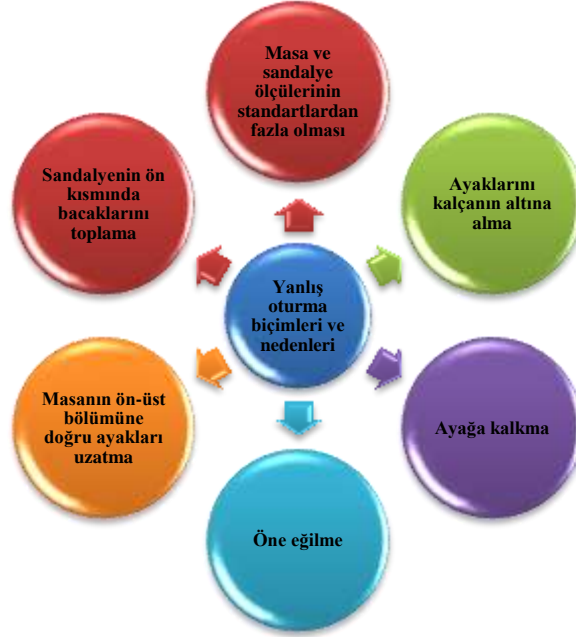 Masa ve
sandalye
ölçülerinin
standartlardan
fazla olması
Sandalyenin ön
kısmında
bacaklarını
toplama
Ayaklarını
kalçanın altına
alma
Yanlış
oturma
biçimleri ve
nedenleri
Masanın ön-üst
bölümüne
doğru ayakları
uzatma
Ayağa kalkma
Öne eğilme